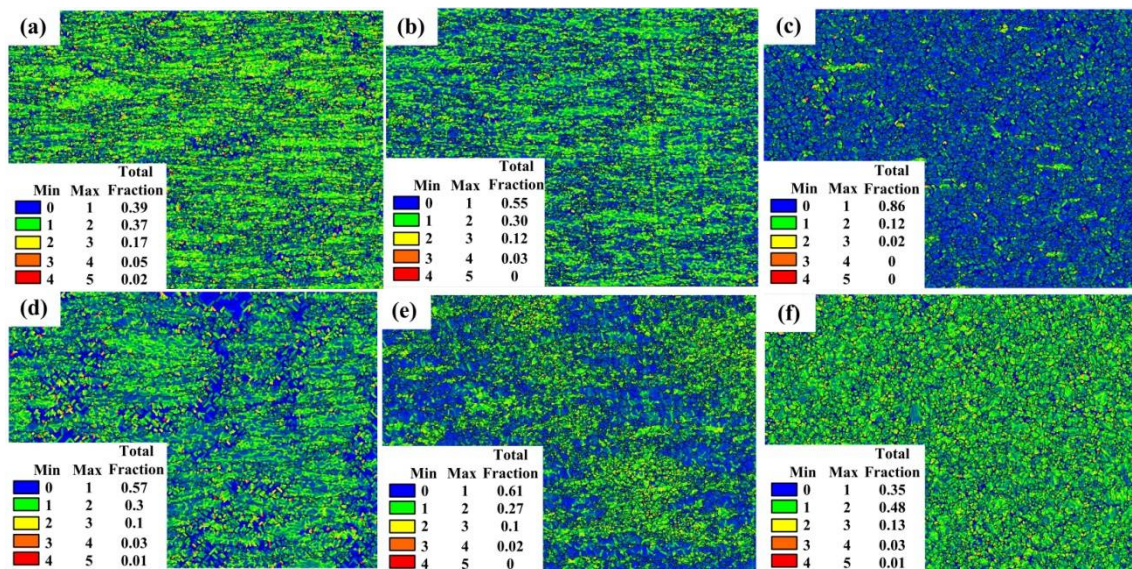 (a)
Total
Min Max Fraction
0 1 0.39
1 2 0.37
2 3 0.17
3 4 0.05
4 5 0.02
(b)
Total
Min Max Fraction
0 1 0.55
1 2 0.30
2 3 0.12
3 4 0.03
4 5 0
(c)
Total
Min Max Fraction
0 1 0.86
1 2 0.12
2 3 0.02
3 4 0
4 5 0
(d)
Total
Min Max Fraction
0 1 0.57
1 2 0.3
2 3 0.1
3 4 0.03
4 5 0.01
(e)
Total
Min Max Fraction
0 1 0.61
1 2 0.27
2 3 0.1
3 4 0.02
4 5 0
(f)
Total
Min Max Fraction
0 1 0.35
1 2 0.48
2 3 0.13
3 4 0.03
4 5 0.01